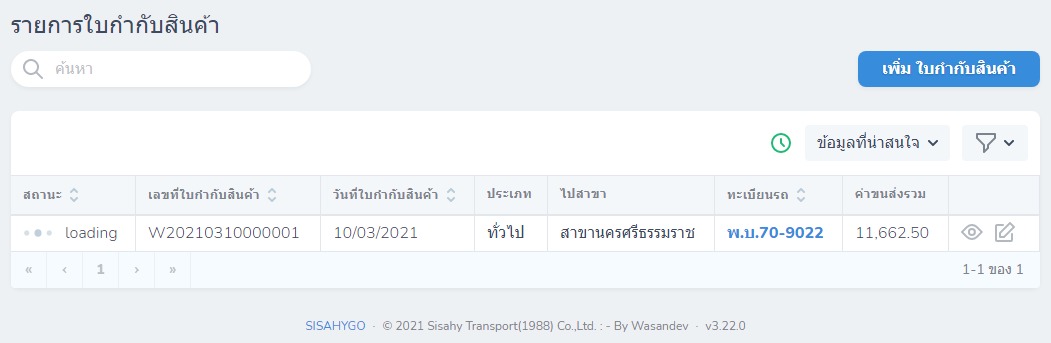 รายการใบกำกับสินค้า
ค้นหา
เพิ่ม ใบกำกับสินค้า
ข้อมูลที่น่าสนใจ
สถานะ เลขที่ใบกำกับสินค้า วันที่ใบกำกับสินค้า ประเภท ไปสาขา ทะเบียนรถ ค่าขนส่งรวม
loading W20210310000001 10/03/2021 ทั่วไป สาขานครศรีธรรมราช พ.บ.70-9022 11,662.50
« ‹ 1 › » 1-1 ของ 1
SISAHYGO · © 2021 Sisahy Transport(1988) Co.,Ltd. : - By Wasandev · v3.22.0